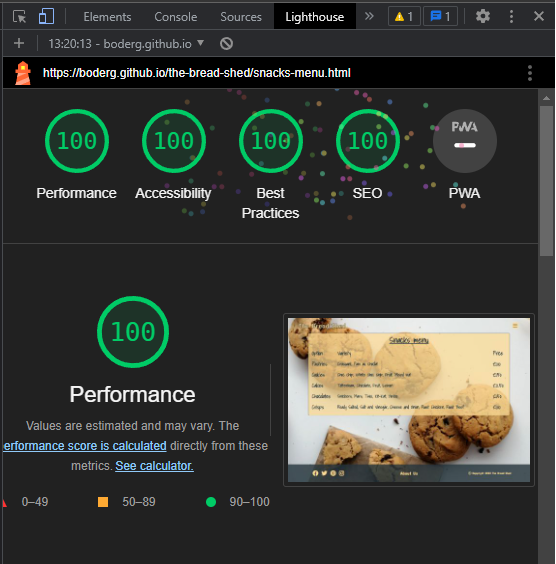 Elements Console Sources Lighthouse 1 1
13:20:13 - boderg.github.io
https://boderg.github.io/the-bread-shed/snacks-menu.html
100 100 100 100 PWA
Performance Accessibility Best Practices SEO PWA
100
Performance
Values are estimated and may vary. The
erformance score is calculated directly from these
metrics. See calculator.
0–49 50–89 90–100
Snacks menu
Variety Price
About Us